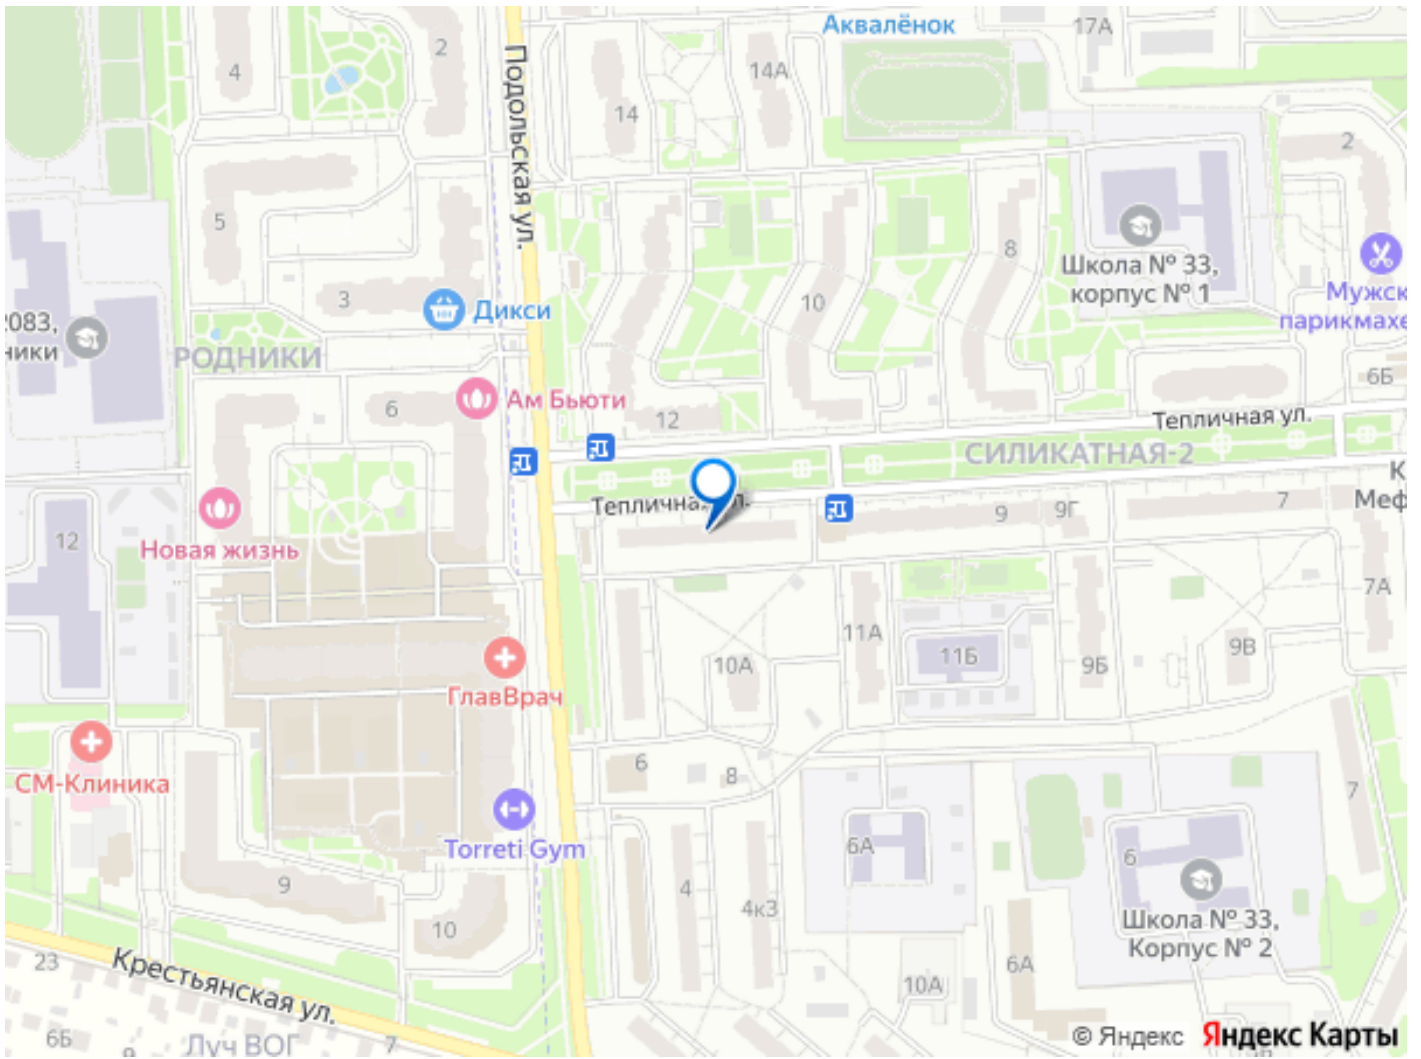 Аквалёнок
17А
2
4
14А
14
Подольская ул.
2
5
8
Школа № 33,
корпус № 1
3
Дикси
10
Мужск
парикмахе
2083,
ники
РОДНИКИ
6Б
6
Ам Бьюти
12
Тепличная ул.
СИЛИКАТНАЯ-2
К
Меф
Тепличная ул.
9
9Г
7
12
Новая жизнь
7А
11А
11Б
9Б
9В
10А
ГлавВрач
СМ-Клиника
6
8
7
Torreti Gym
6А
6
9
4
4к3
Школа № 33,
Корпус № 2
10
23
Крестьянская ул.
6А
10А
6Б
9
Луч ВОГ
7
© Яндекс Яндекс Карты